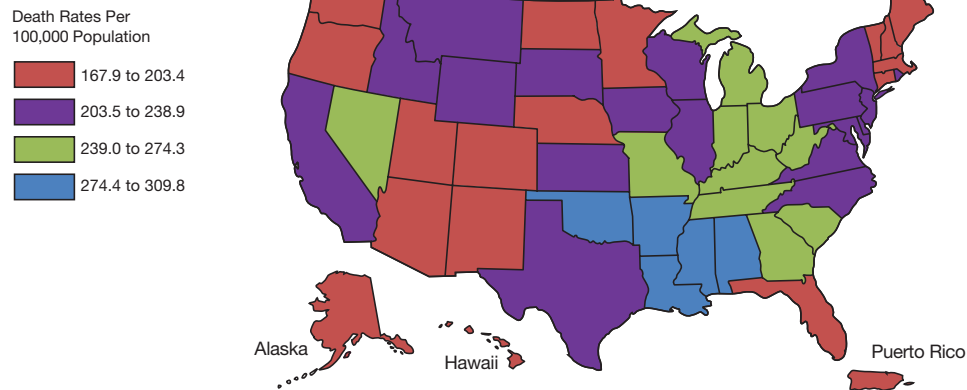 Death Rates Per
100,000 Population
167.9 to 203.4
203.5 to 238.9
239.0 to 274.3
274.4 to 309.8
Alaska
Hawaii
Puerto Rico